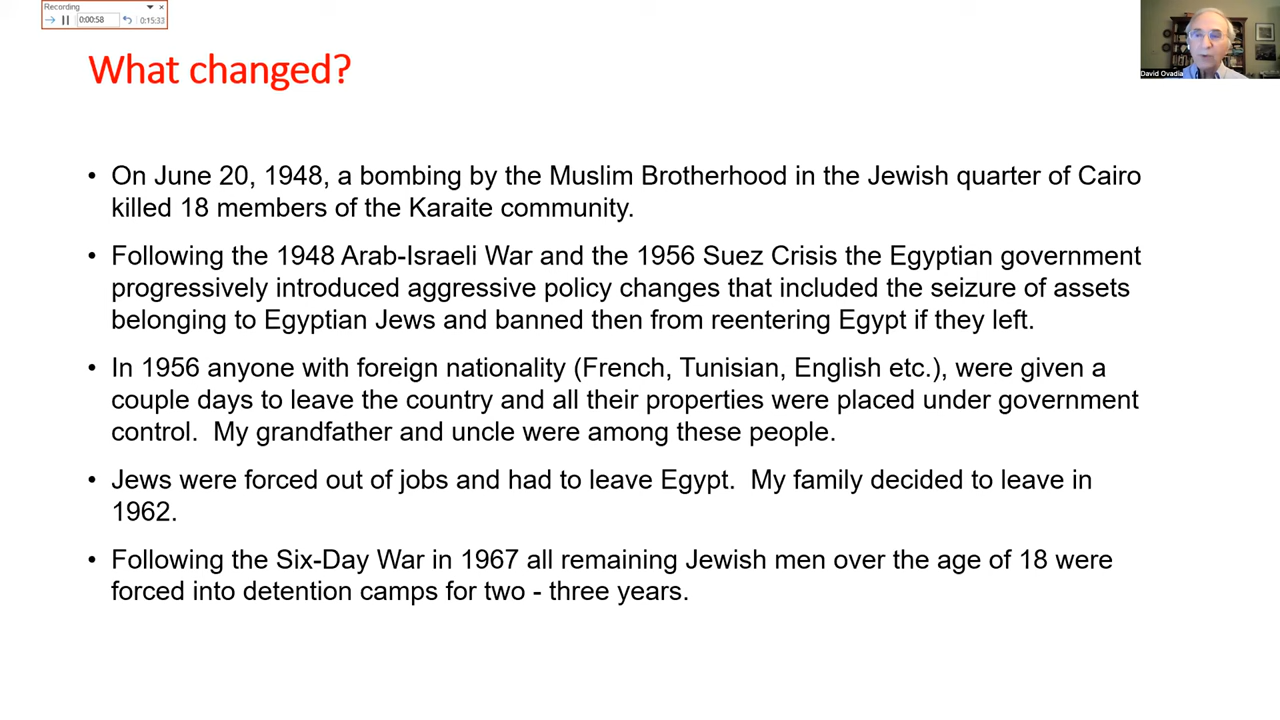 Recording
0:00:58
0:15:33
David Ovadia
What changed?
• On June 20, 1948, a bombing by the Muslim Brotherhood in the Jewish quarter of Cairo
killed 18 members of the Karaite community.
• Following the 1948 Arab-Israeli War and the 1956 Suez Crisis the Egyptian government
progressively introduced aggressive policy changes that included the seizure of assets
belonging to Egyptian Jews and banned then from reentering Egypt if they left.
• In 1956 anyone with foreign nationality (French, Tunisian, English etc.), were given a
couple days to leave the country and all their properties were placed under government
control.  My grandfather and uncle were among these people.
• Jews were forced out of jobs and had to leave Egypt.  My family decided to leave in
1962.
• Following the Six-Day War in 1967 all remaining Jewish men over the age of 18 were
forced into detention camps for two - three years.